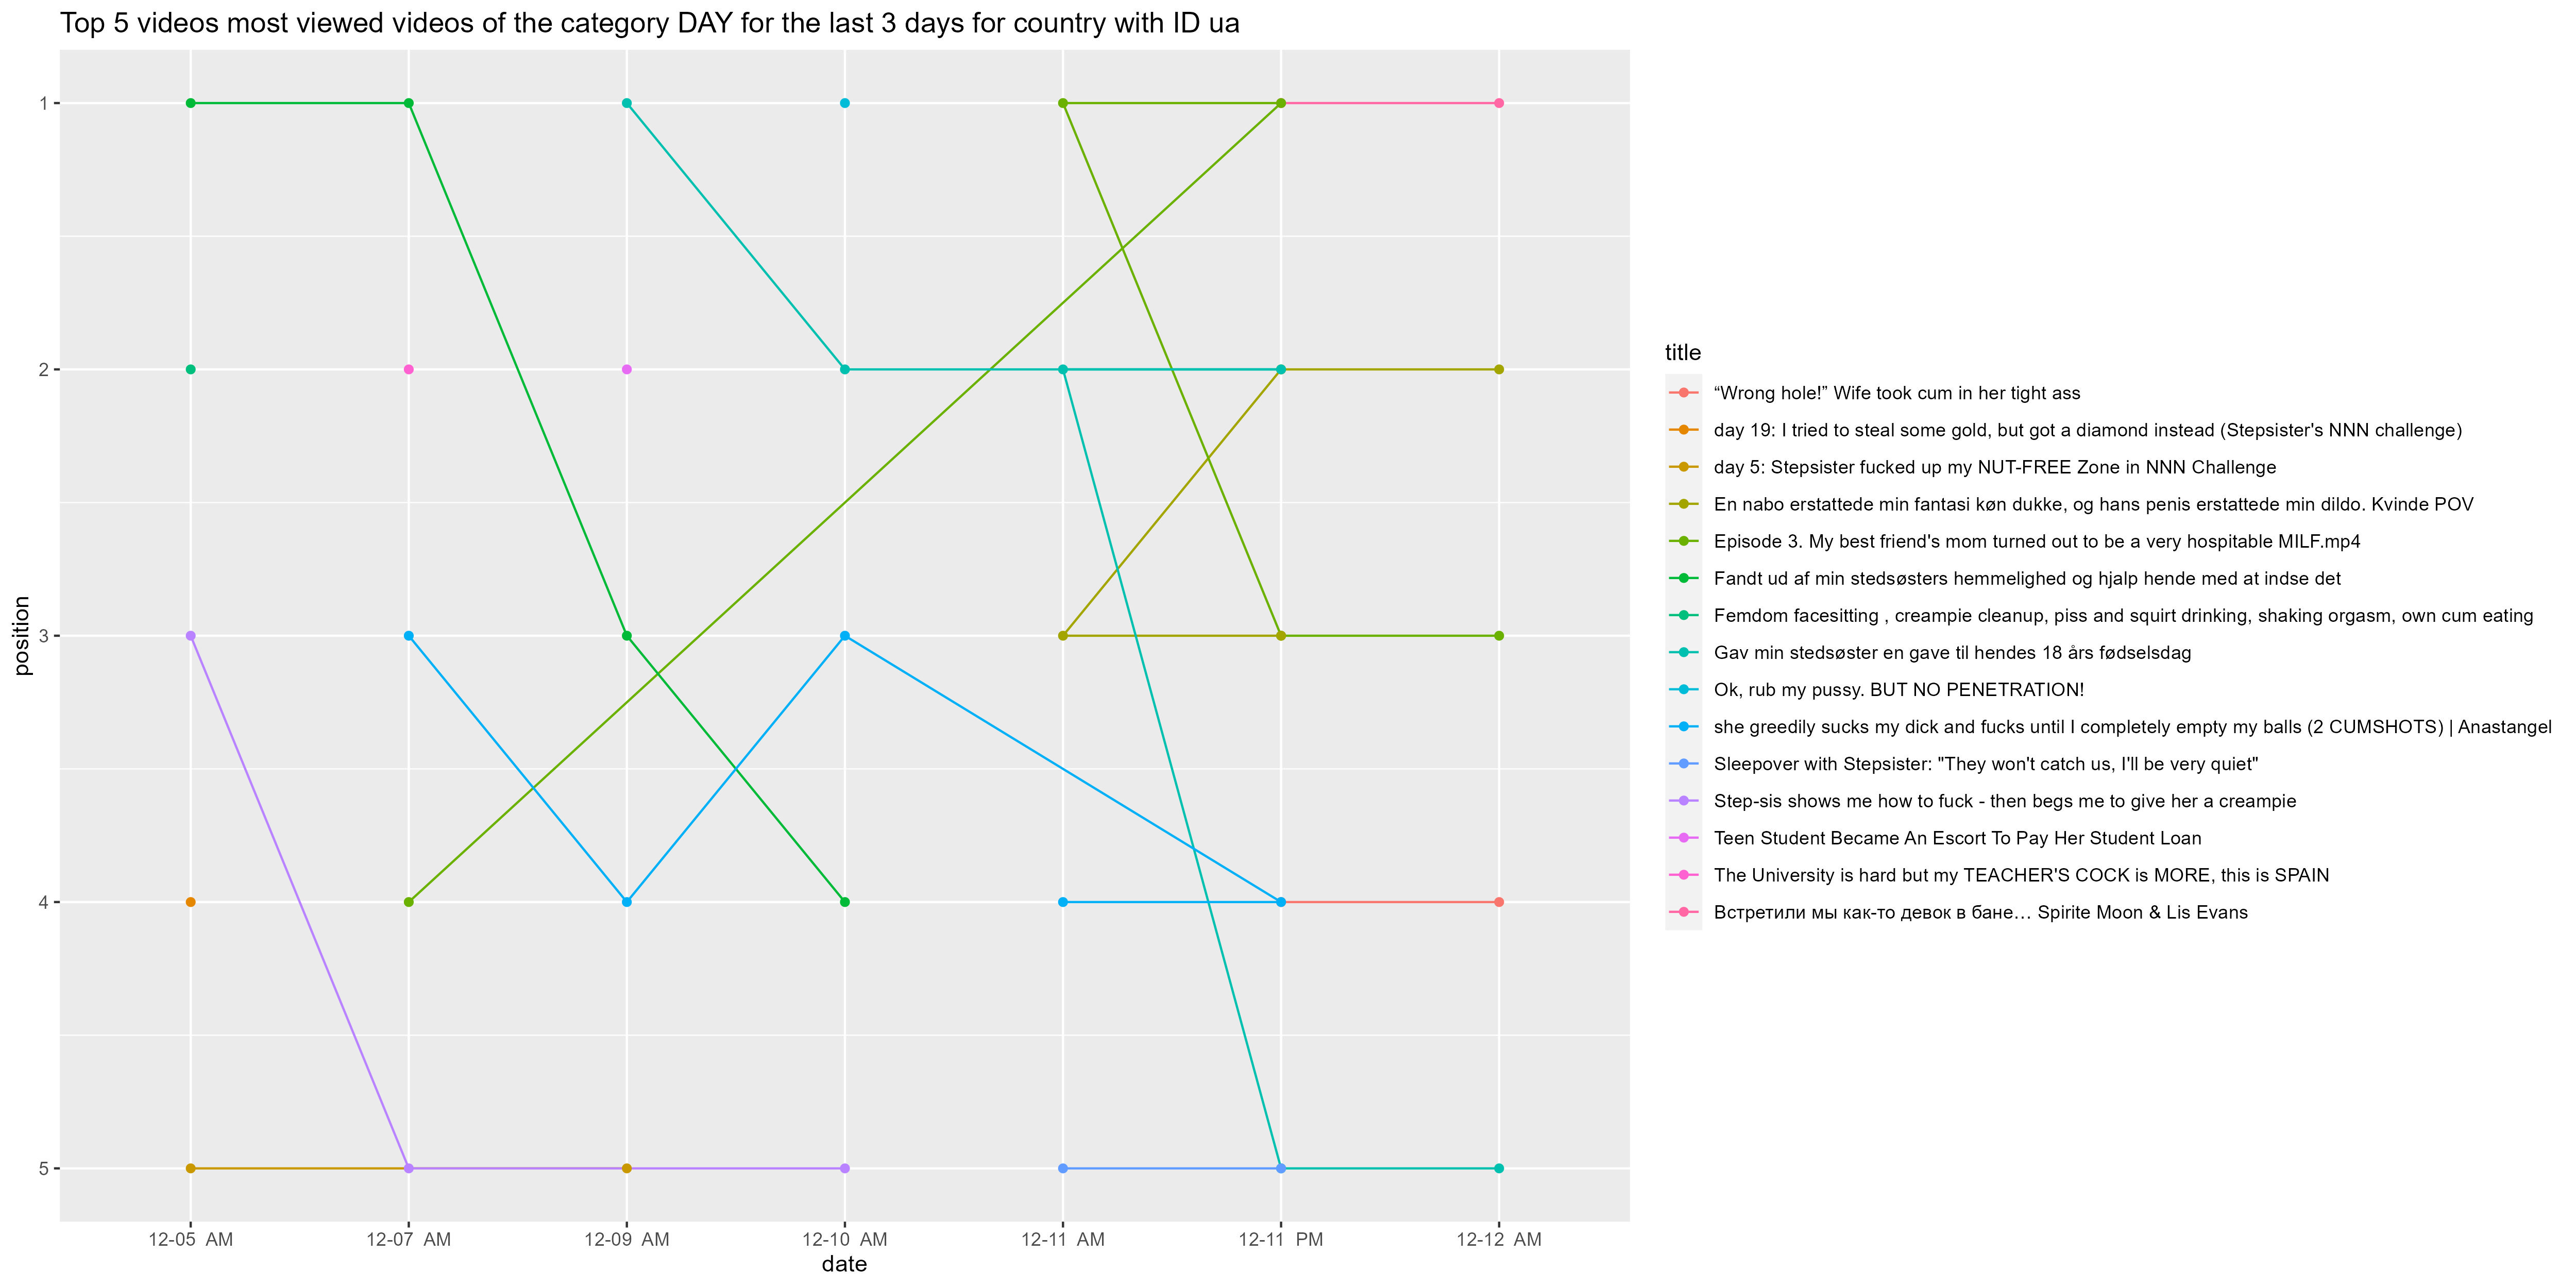 Top 5 videos most viewed videos of the category DAY for the last 3 days for country with ID ua
position
1
2
3
4
5
12-05 AM
12-07 AM
12-09 AM
12-10 AM
12-11 AM
12-11 PM
12-12 AM
date
title
“Wrong hole!” Wife took cum in her tight ass
day 19: I tried to steal some gold, but got a diamond instead (Stepsister's NNN challenge)
day 5: Stepsister fucked up my NUT-FREE Zone in NNN Challenge
En nabo erstattede min fantasi køn dukke, og hans penis erstattede min dildo. Kvinde POV
Episode 3. My best friend's mom turned out to be a very hospitable MILF.mp4
Fandt ud af min stedsøsters hemmelighed og hjalp hende med at indse det
Femdom facesitting , creampie cleanup, piss and squirt drinking, shaking orgasm, own cum eating
Gav min stedsøster en gave til hendes 18 års fødselsdag
Ok, rub my pussy. BUT NO PENETRATION!
she greedily sucks my dick and fucks until I completely empty my balls (2 CUMSHOTS) | Anastangel
Sleepover with Stepsister: "They won't catch us, I'll be very quiet"
Step-sis shows me how to fuck - then begs me to give her a creampie
Teen Student Became An Escort To Pay Her Student Loan
The University is hard but my TEACHER'S COCK is MORE, this is SPAIN
Встретили мы как-то девок в бане… Spirite Moon & Lis Evans